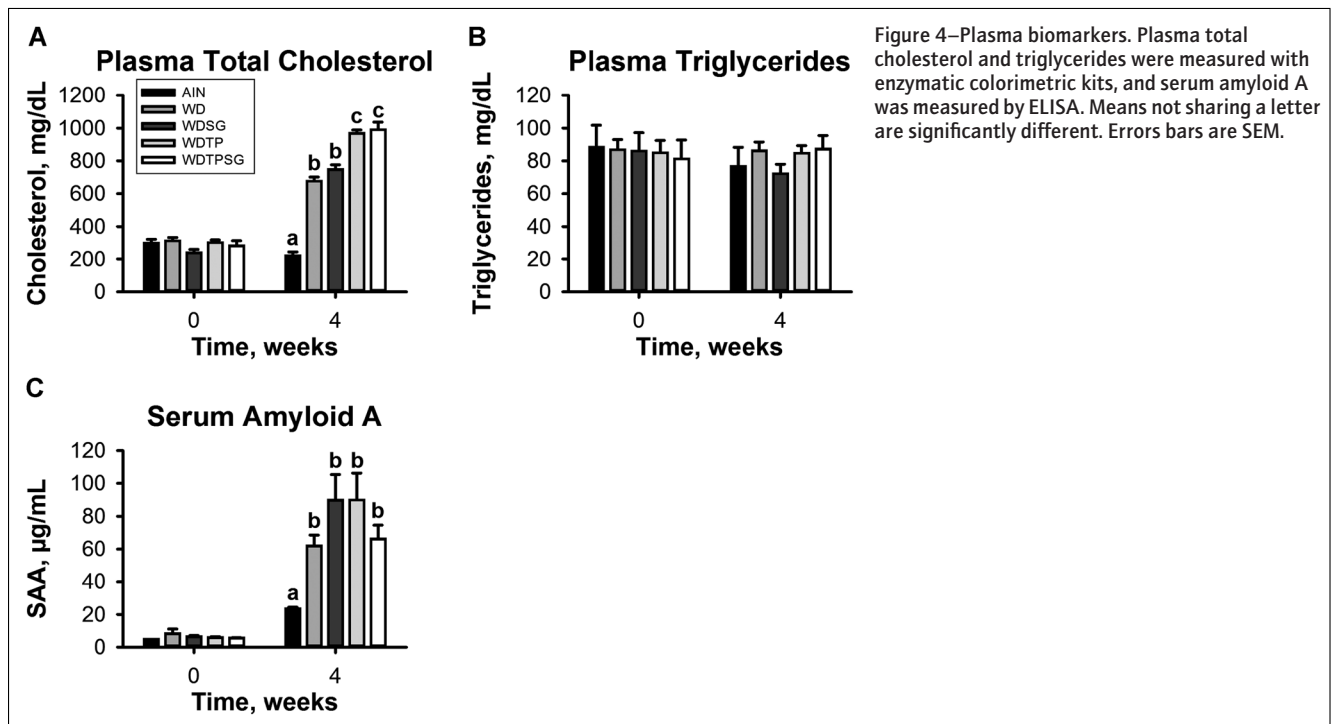 A
Plasma Total Cholesterol
Cholesterol, mg/dL
1200
1000
800
600
400
200
0
AIN
WD
WDSG
WDTP
WDTPSG
a
b
b
c
c
0
4
Time, weeks
B
Plasma Triglycerides
Triglycerides, mg/dL
120
100
80
60
40
20
0
0
4
Time, weeks
Figure 4–Plasma biomarkers. Plasma total
cholesterol and triglycerides were measured with
enzymatic colorimetric kits, and serum amyloid A
was measured by ELISA. Means not sharing a letter
are significantly different. Errors bars are SEM.
C
Serum Amyloid A
SAA, µg/mL
120
100
80
60
40
20
0
a
b
b
b
b
0
4
Time, weeks